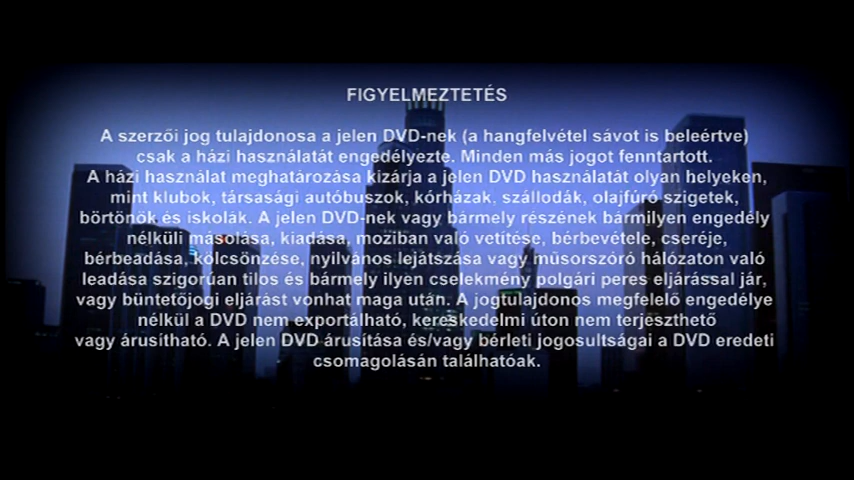 FIGYELMEZTETÉS
A szerzői jog tulajdonosa a jelen DVD-nek (a hangfelvétel sávot is beleértve)
csak a házi használatát engedélyezte. Minden más jogot fenntartott.
A házi használat meghatározása kizárja a jelen DVD használatát olyan helyeken,
mint klubok, társasági autóbuszok, kórházak, szállodák, olajfúró szigetek,
börtönök és iskolák. A jelen DVD-nek vagy bármely részének bármilyen engedély
nélküli másolása, kiadása, moziban való vetítése, bérbevétele, cseréje,
bérbeadása, kölcsönzése, nyilvános lejátszása vagy műsorszóró hálózaton való
leadása szigorúan tilos és bármely ilyen cselekmény polgári peres eljárással jár,
vagy büntetőjogi eljárást vonhat maga után. A jogtulajdonos megfelelő engedélye
nélkül a DVD nem exportálható, kereskedelmi úton nem terjeszthető
vagy árusítható. A jelen DVD árusítása és/vagy bérleti jogosultságai a DVD eredeti
csomagolásán találhatóak.